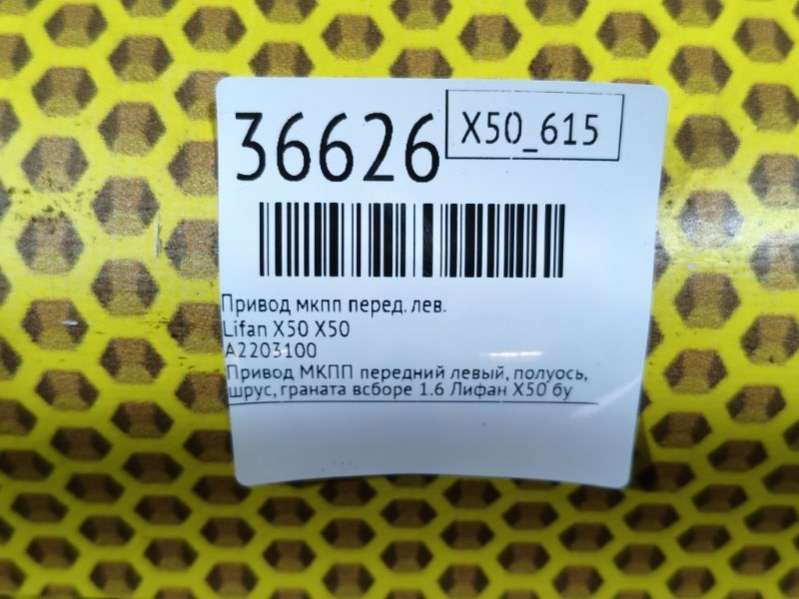 36626
X50_615
Привод мкпп перед. лев.
Lifan X50 X50
A2203100
Привод МКПП передний левый, полуось,
шрус, граната всборе 1.6 Лифан X50 бу